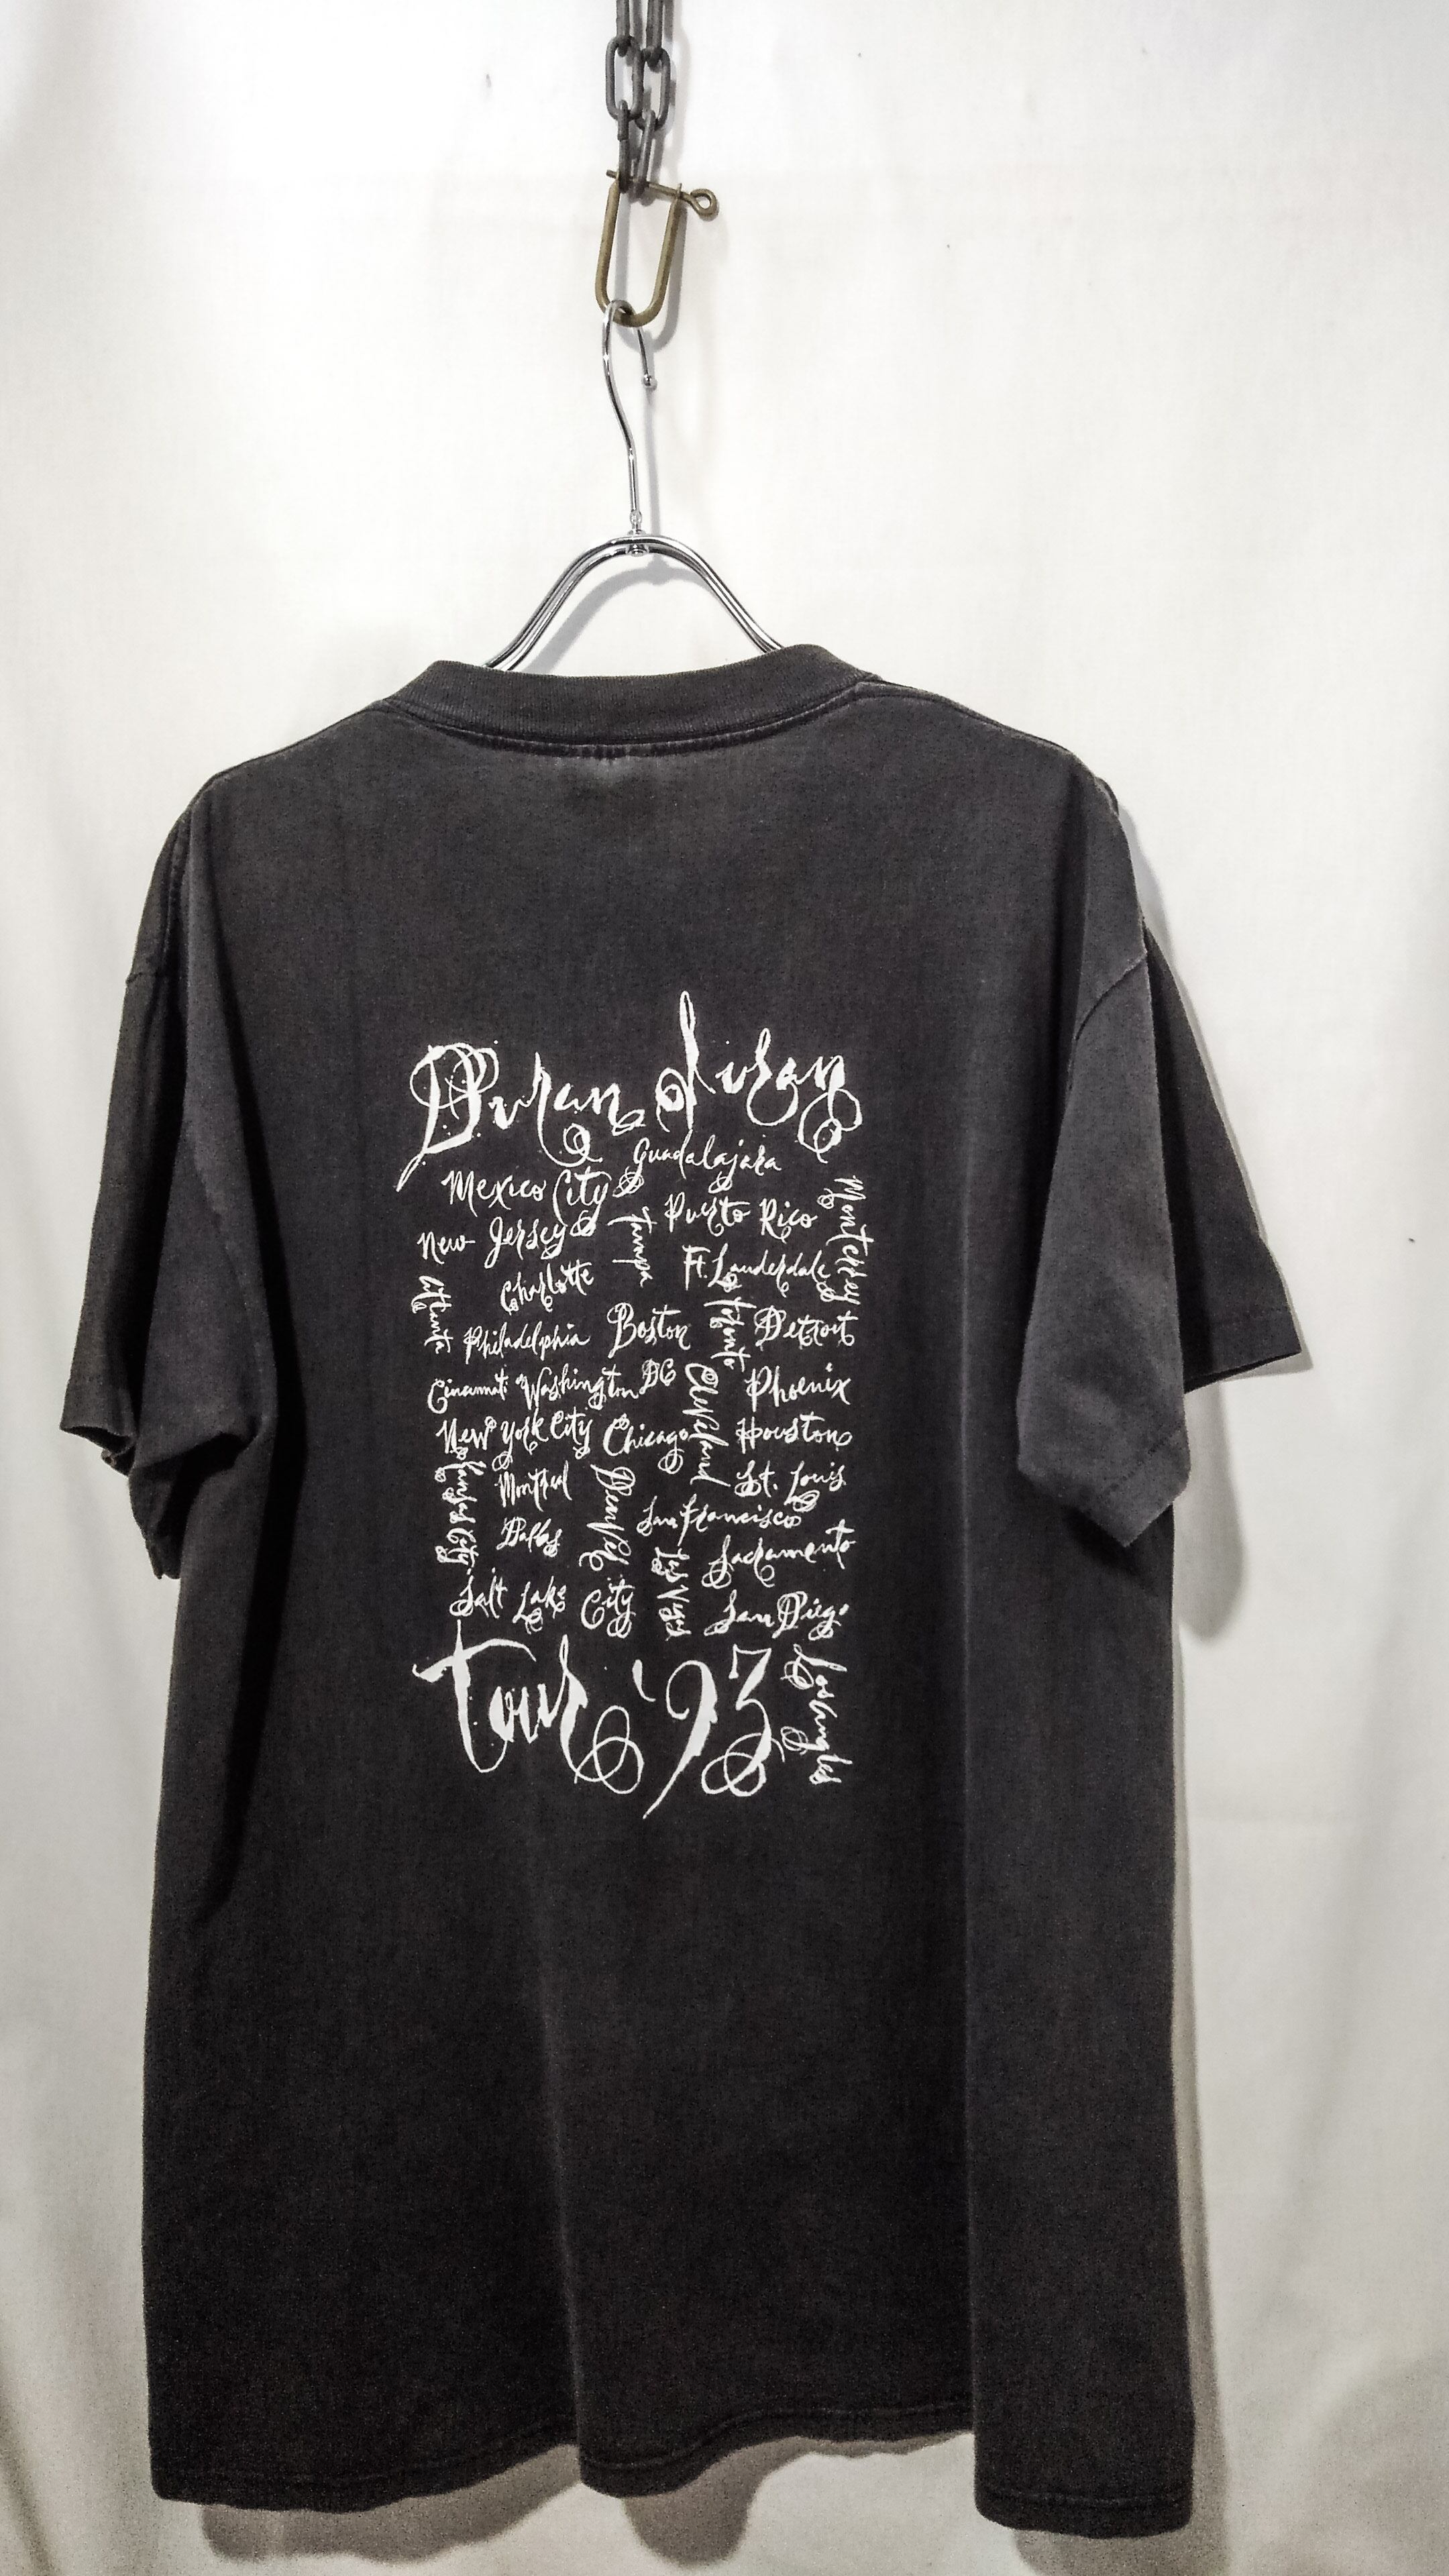 Duran duran
Guadalajara
Mexico City
Monterrey
Puerto Rico
New Jersey
Tampa
Ft. Lauderdale
Charlotte
Atlanta
Philadelphia
Boston
Toronto
Detroit
Cincinnati
Washington DC
Cleveland
Phoenix
New York City
Chicago
Houston
Kansas City
Montreal
Denver
St. Louis
San Francisco
Dallas
Las Vegas
Sacramento
Salt Lake City
San Diego
Tour '93
Los Angeles